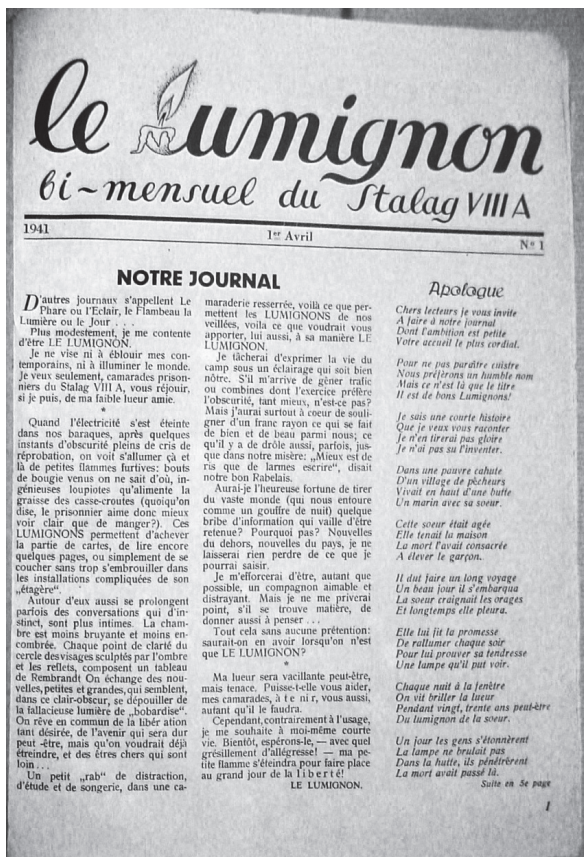 le Lumignon
bi-mensuel du Stalag VIII A
1941
1er Avril
No 1
NOTRE JOURNAL
D'autres journaux s'appellent Le
Phare ou l'Eclair, le Flambeau la
Lumière ou le Jour . . .
Plus modestement, je me contente
d'être LE LUMIGNON.
Je ne vise ni à éblouir mes con-
temporains, ni à illuminer le monde.
Je veux seulement, camarades prison-
niers du Stalag VIII A, vous réjouir,
si je puis, de ma faible lueur amie.
*
Quand l'électricité s'est éteinte
dans nos baraques, après quelques
instants d'obscurité pleins de cris de
réprobation, on voit s'allumer çà et
là de petites flammes furtives: bouts
de bougie venus on ne sait d'où, in-
génieuses loupiotes qu'alimente la
graisse des casse-croutes (quoiqu'on
dise, le prisonnier aime donc mieux
voir clair que de manger?). Ces
LUMIGNONS permettent d'achever
la partie de cartes, de lire encore
quelques pages, ou simplement de se
coucher sans trop s'embrouiller dans
les installations compliquées de son
„étagère".
Autour d'eux aussi se prolongent
parfois des conversations qui d'in-
stinct, sont plus intimes. La cham-
bre est moins bruyante et moins en-
combrée. Chaque point de clarté du
cercle des visages sculptés par l'ombre
et les reflets, composent un tableau
de Rembrandt On échange des nou-
velles, petites et grandes, qui semblent,
dans ce clair-obscur, se dépouiller de
la fallacieuse lumière de „bobardise".
On rêve en commun de la libér ation
tant désirée, de l'avenir qui sera dur
peut -être, mais qu'on voudrait déjà
étreindre, et des êtres chers qui sont
loin . . .
Un petit „rab" de distraction,
d'étude et de songerie, dans une ca-
maraderie resserrée, voilà ce que per-
mettent les LUMIGNONS de nos
veillées, voila ce que voudrait vous
apporter, lui aussi, à sa manière LE
LUMIGNON.
Je tâcherai d'exprimer la vie du
camp sous un éclairage qui soit bien
nôtre. S'il m'arrive de gêner trafic
ou combines dont l'exercice préfère
l'obscurité, tant mieux, n'est-ce pas?
Mais j'aurai surtout à coeur de souli-
gner d'un franc rayon ce qui se fait
de bien et de beau parmi nous; ce
qu'il y a de drôle aussi, parfois, jus-
que dans notre misère: „Mieux est de
ris que de larmes escrire", disait
notre bon Rabelais.
Aurai-je l'heureuse fortune de tirer
du vaste monde (qui nous entoure
comme un gouffre de nuit) quelque
bribe d'information qui vaille d'être
retenue? Pourquoi pas? Nouvelles
du dehors, nouvelles du pays, je ne
laisserai rien perdre de ce que je
pourrai saisir.
Je m'efforcerai d'être, autant que
possible, un compagnon aimable et
distrayant. Mais je ne me priverai
point, s'il se trouve matière, de
donner aussi à penser . . .
Tout cela sans aucune prétention:
saurait-on en avoir lorsqu'on n'est
que LE LUMIGNON?
*
Ma lueur sera vacillante peut-être,
mais tenace. Puisse-t-elle vous aider,
mes camarades, à t e n i r, vous aussi,
autant qu'il le faudra.
Cependant, contrairement à l'usage,
je me souhaite à moi-même courte
vie. Bientôt, espérons-le, — avec quel
grésillement d'allégresse! — ma pe-
tite flamme s'éteindra pour faire place
au grand jour de la l i b e r t é!
LE LUMIGNON.
Apologue
Chers lecteurs je vous invite
A faire à notre journal
Dont l'ambition est petite
Votre accueil le plus cordial.
Pour ne pas paraître cuistre
Nous préférons un humble nom
Mais ce n'est là que le titre
Il est de bons Lumignons!
Je sais une courte histoire
Que je veux vous raconter
Je n'en tirerai pas gloire
Je n'ai pas su l'inventer.
Dans une pauvre cahute
D'un village de pêcheurs
Vivait en haut d'une butte
Un marin avec sa soeur.
Cette soeur était agée
Elle tenait la maison
La mort l'avait consacrée
A élever le garçon.
Il dut faire un long voyage
Un beau jour il s'embarqua
La soeur craignait les orages
Et longtemps elle pleura.
Elle lui fit la promesse
De rallumer chaque soir
Pour lui prouver sa tendresse
Une lampe qu'il put voir.
Chaque nuit à la fenêtre
On vit briller la lueur
Pendant vingt, trente ans peut-être
Du lumignon de la soeur.
Un jour les gens s'étonnèrent
La lampe ne brulait pas
Dans la hutte, ils pénétrèrent
La mort avait passé là.
Suite en 5e page
1